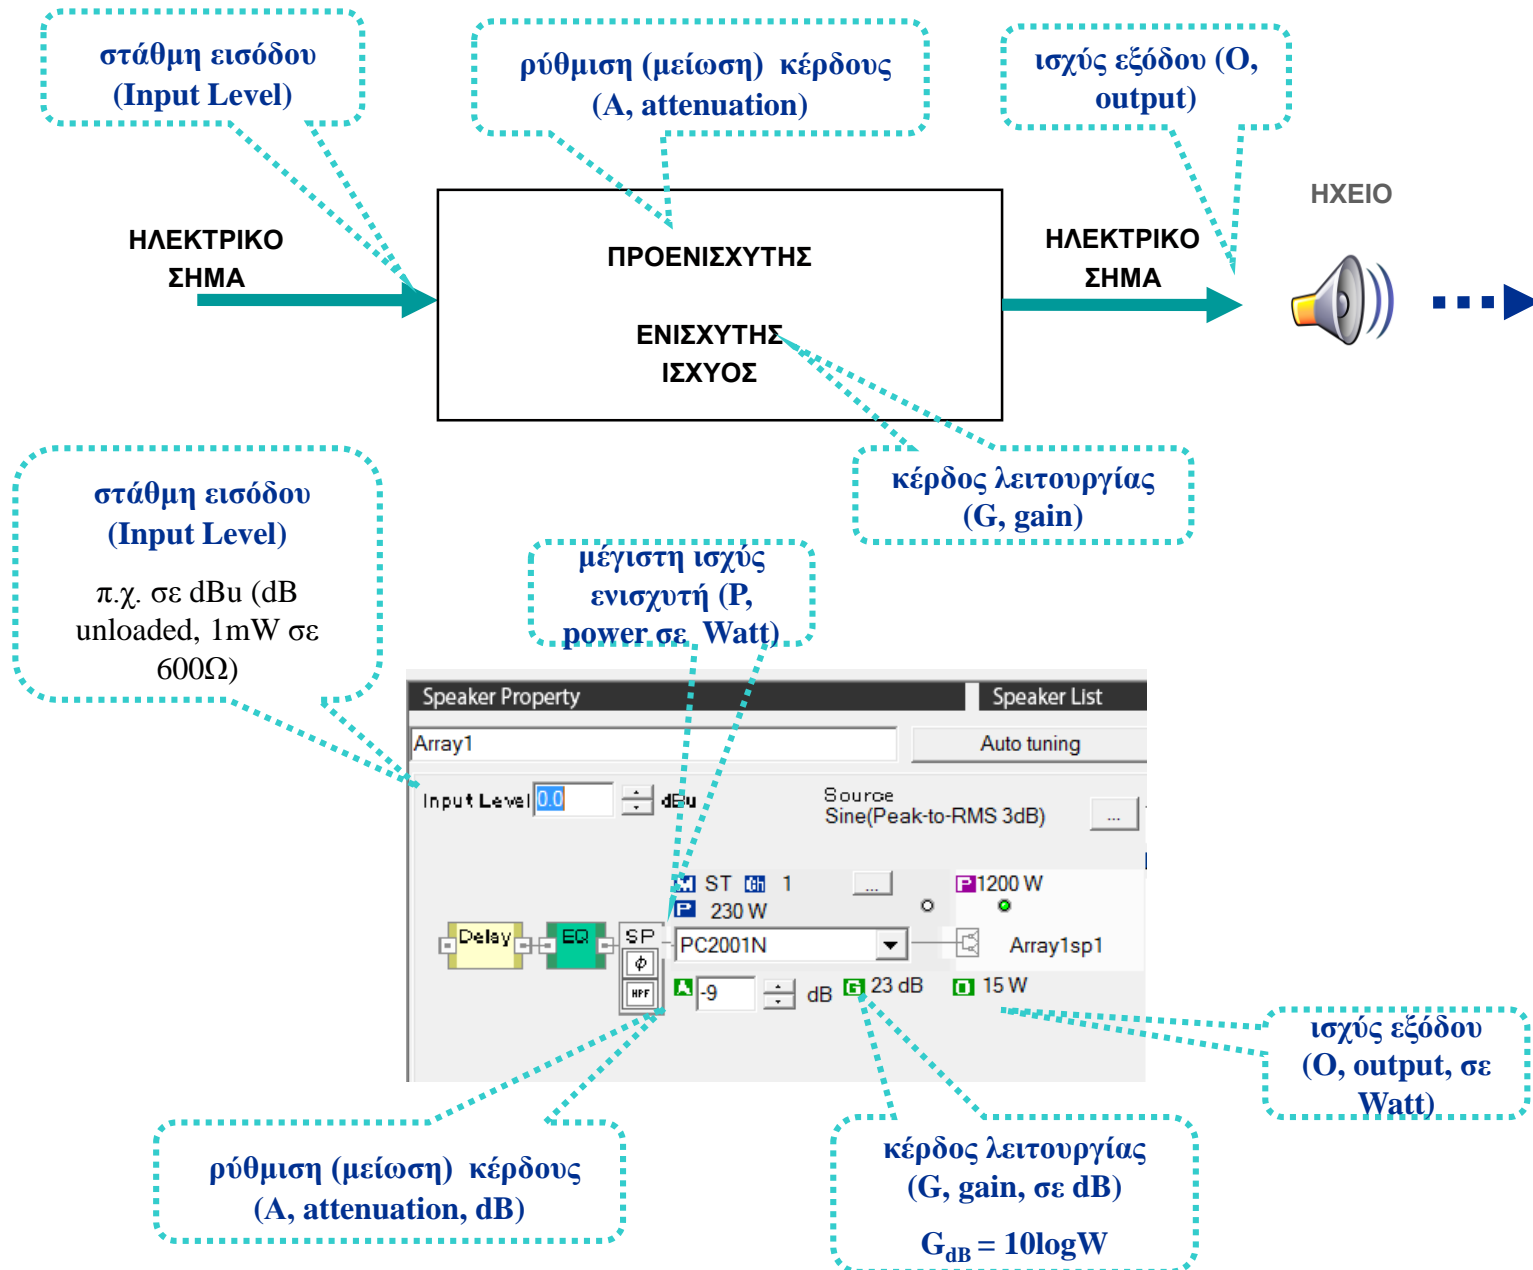 στάθμη εισόδου
(Input Level)
ρύθμιση (μείωση) κέρδους
(A, attenuation)
ισχύς εξόδου (O,
output)
ΗΛΕΚΤΡΙΚΟ
ΣΗΜΑ
ΠΡΟΕΝΙΣΧΥΤΗΣ
ΕΝΙΣΧΥΤΗΣ
ΙΣΧΥΟΣ
ΗΛΕΚΤΡΙΚΟ
ΣΗΜΑ
ΗΧΕΙΟ
κέρδος λειτουργίας
(G, gain)
στάθμη εισόδου
(Input Level)
π.χ. σε dBu (dB
unloaded, 1mW σε
600Ω)
μέγιστη ισχύς
ενισχυτή (P,
power σε Watt)
Speaker Property
Speaker List
Array1
Auto tuning
Input Level 0.0 dBu
Source
Sine(Peak-to-RMS 3dB)
...
ST Ch 1 ...
P 1200 W
P 230 W
Delay
EQ
SP
PC2001N
Array1sp1
ϕ
HPF
A -9 dB
G 23 dB
O 15 W
ισχύς εξόδου
(O, output, σε
Watt)
ρύθμιση (μείωση) κέρδους
(A, attenuation, dB)
κέρδος λειτουργίας
(G, gain, σε dB)
GdB = 10logW